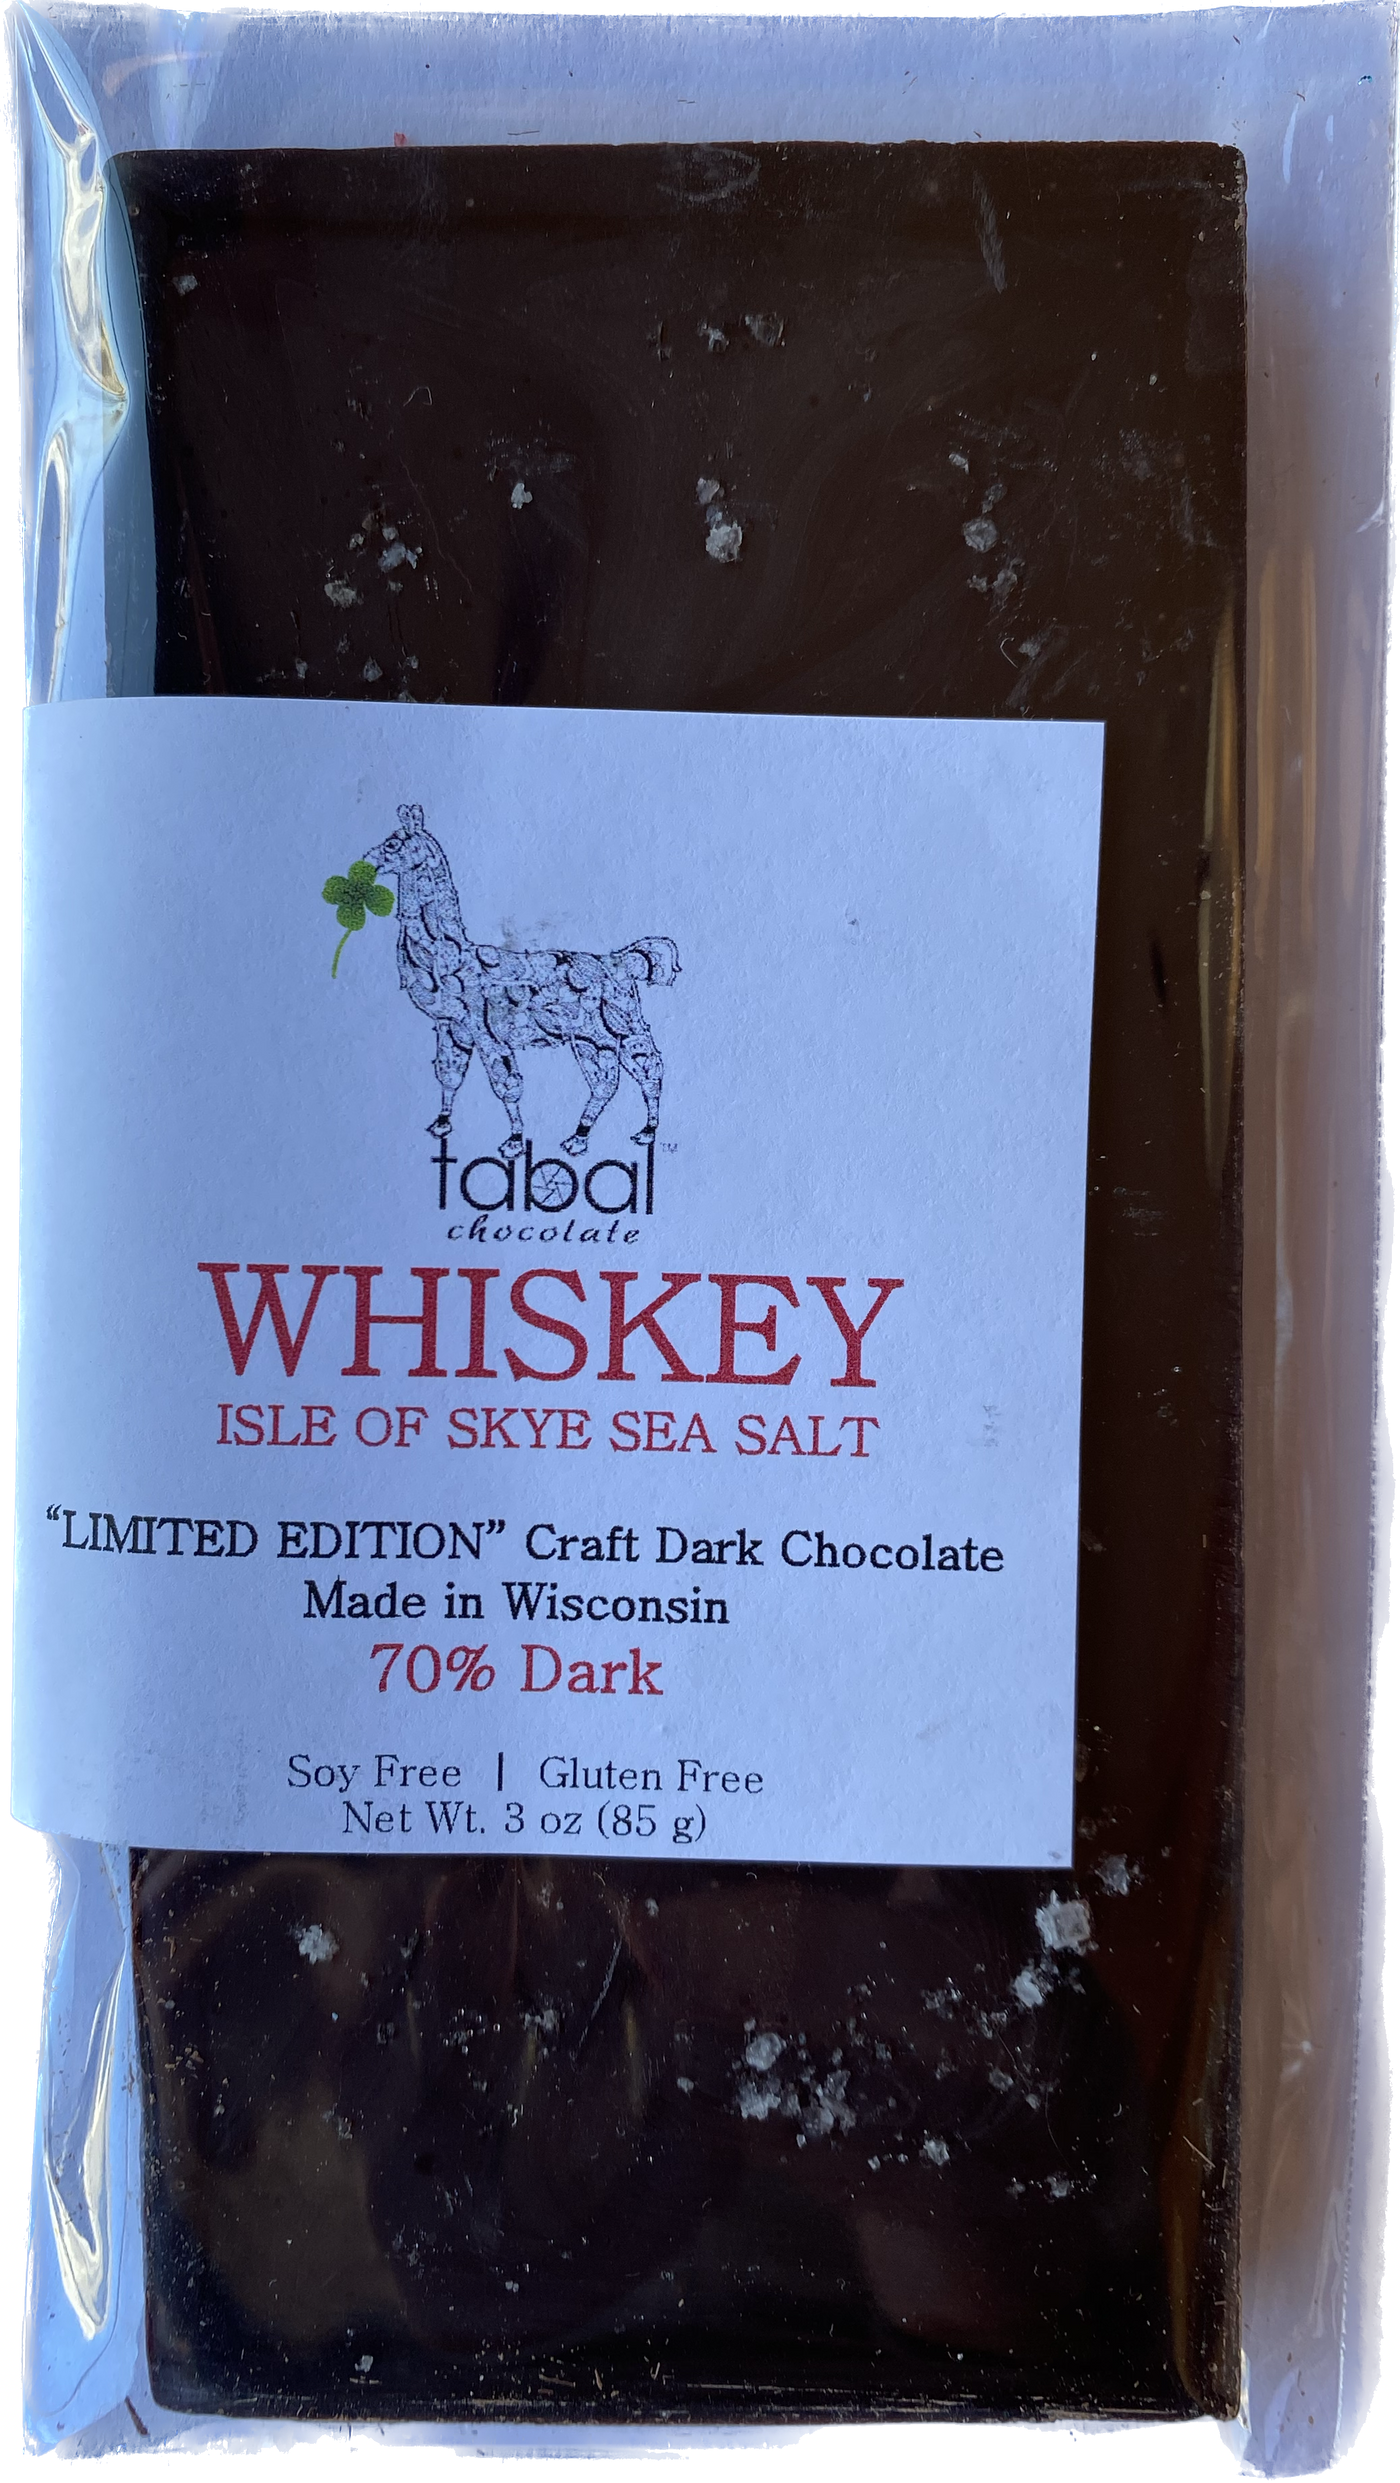 tabal™
chocolate
WHISKEY
ISLE OF SKYE SEA SALT
“LIMITED EDITION” Craft Dark Chocolate
Made in Wisconsin
70% Dark
Soy Free | Gluten Free
Net Wt. 3 oz (85 g)